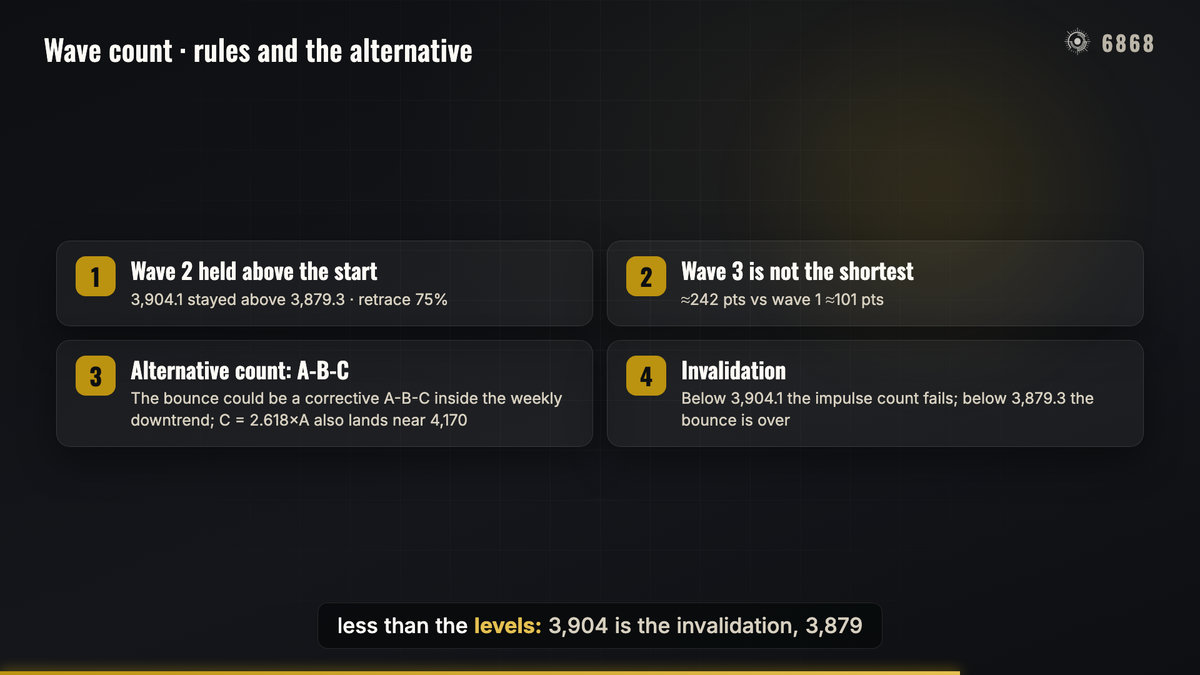 Wave count · rules and the alternative
6868
1
Wave 2 held above the start
3,904.1 stayed above 3,879.3 · retrace 75%
2
Wave 3 is not the shortest
≈242 pts vs wave 1 ≈101 pts
3
Alternative count: A-B-C
The bounce could be a corrective A-B-C inside the weekly
downtrend; C = 2.618×A also lands near 4,170
4
Invalidation
Below 3,904.1 the impulse count fails; below 3,879.3 the
bounce is over
less than the levels: 3,904 is the invalidation, 3,879